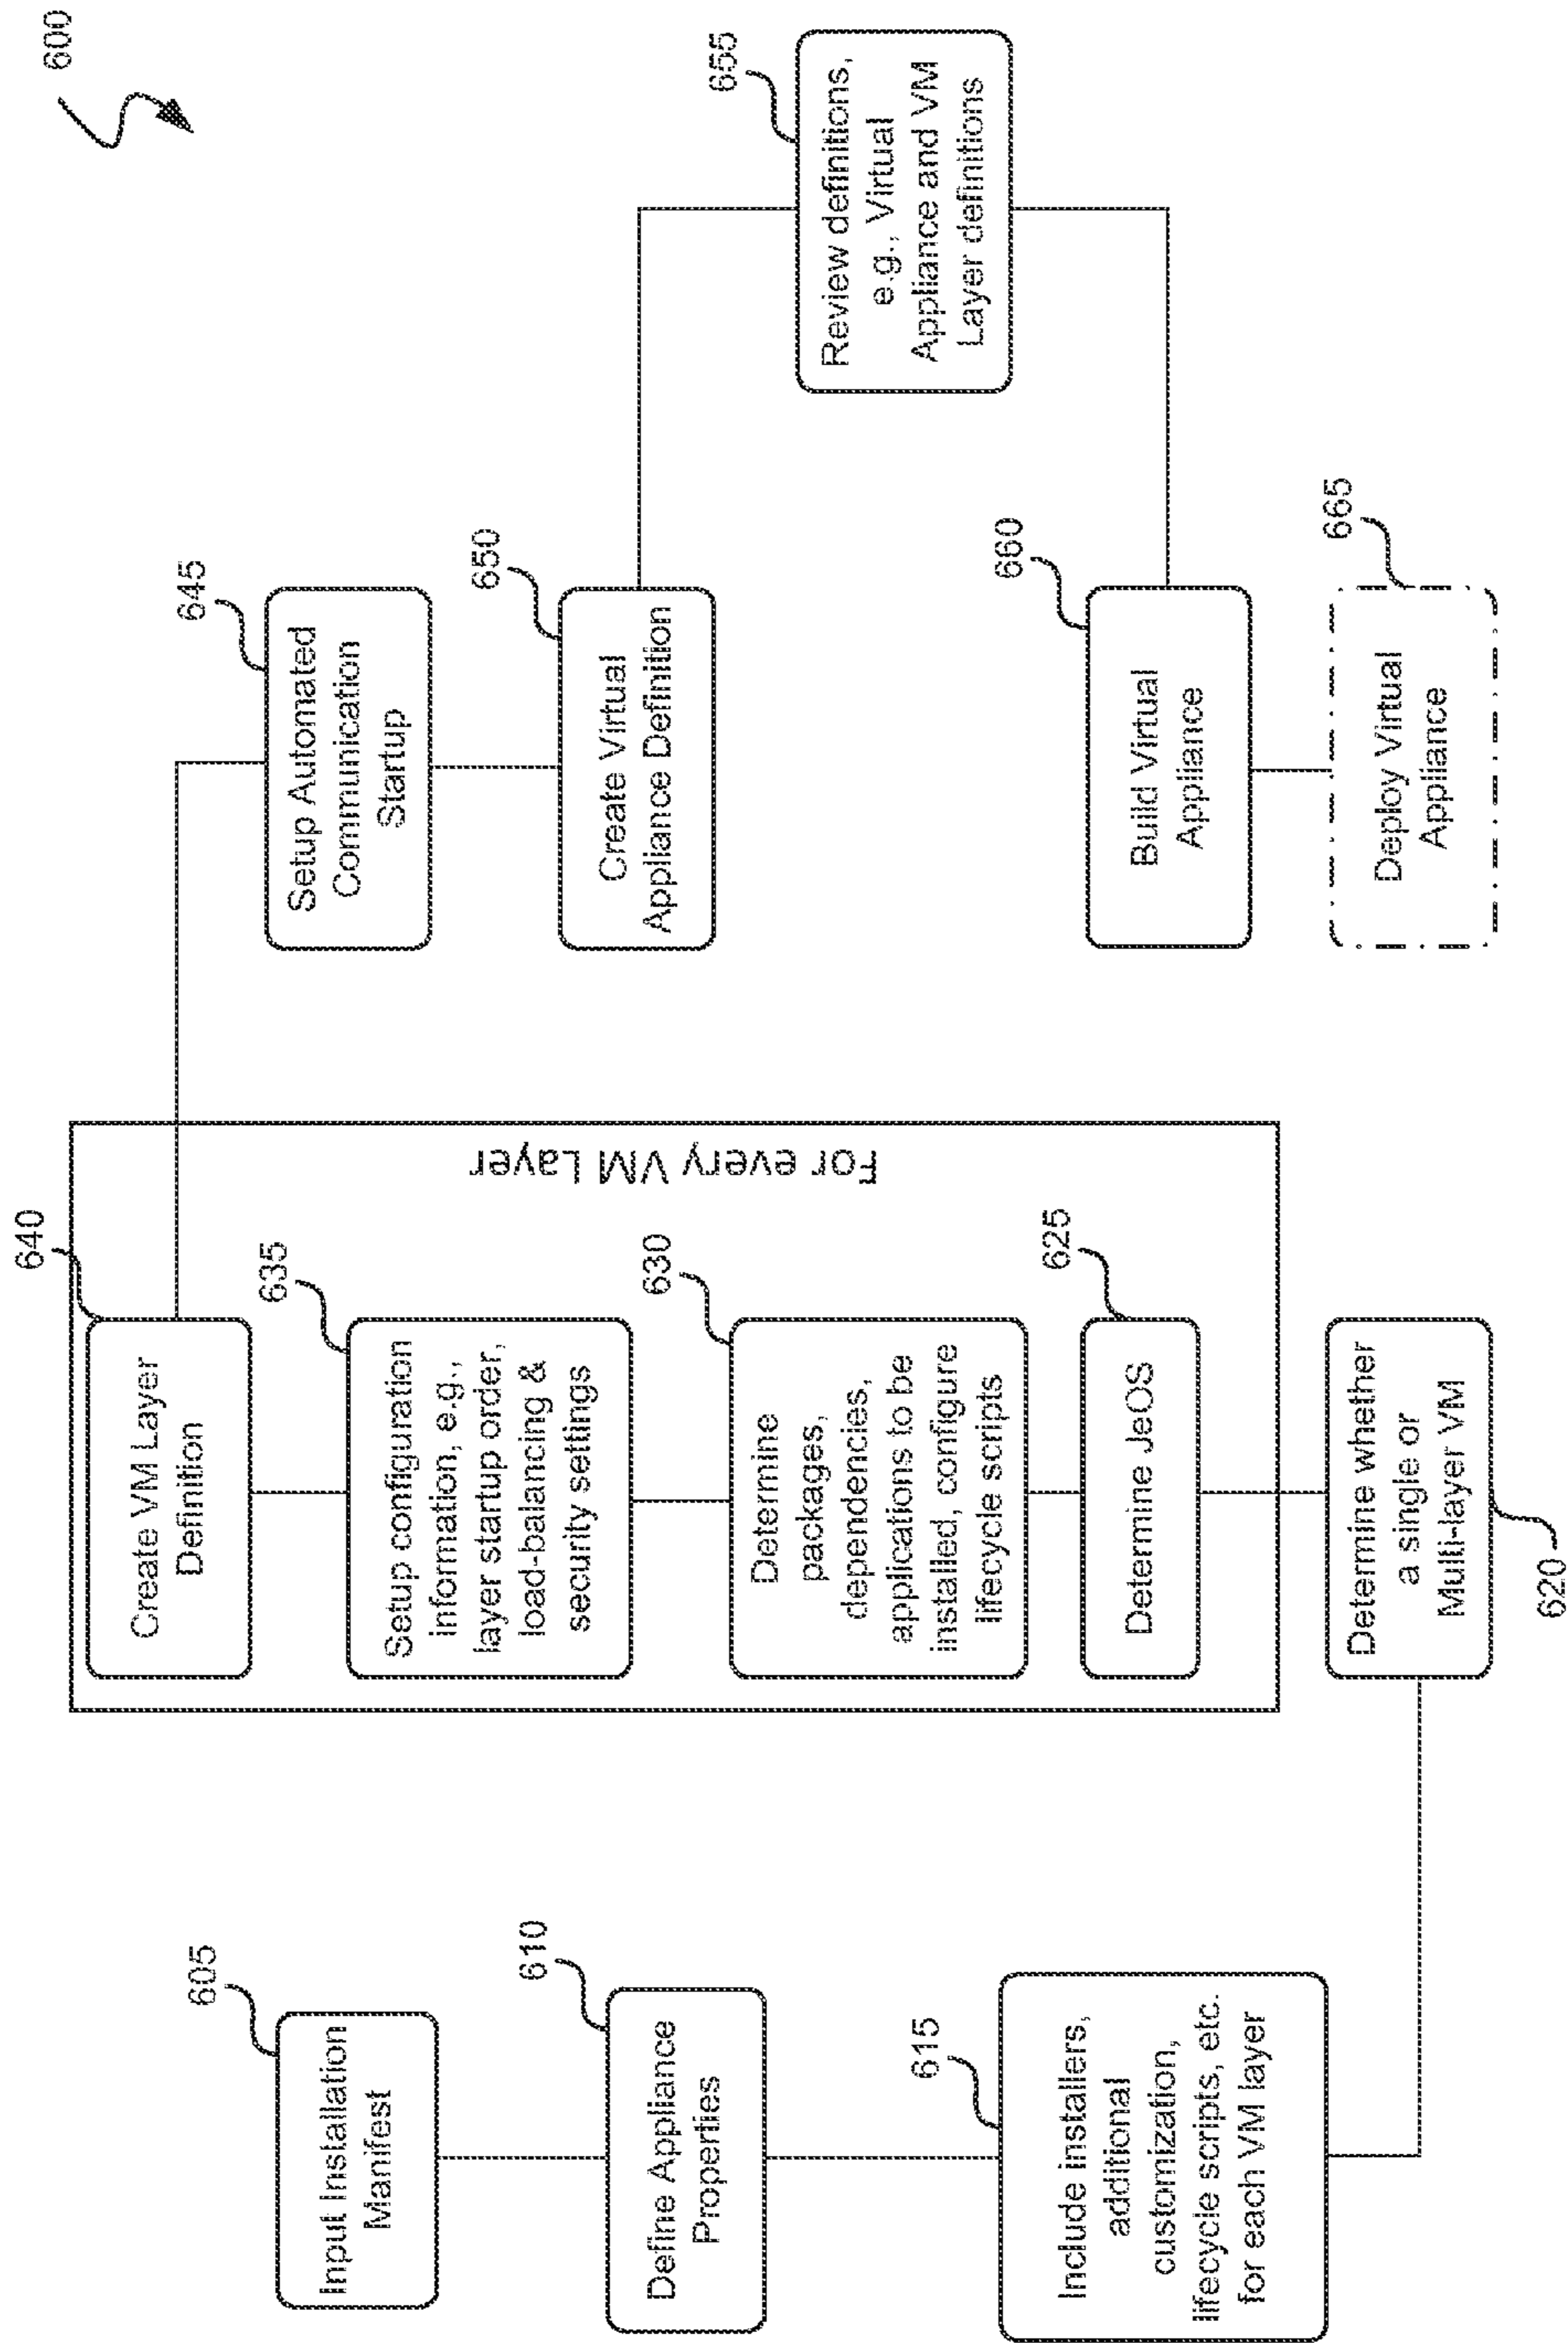 600
605
Input Installation
Manifest
610
Define Appliance
Properties
615
Include installers,
additional
customization,
lifecycle scripts, etc.
for each VM layer
620
Determine whether
a single or
Multi-layer VM
For every VM Layer
625
Determine JeOS
630
Determine
packages,
dependencies,
applications to be
installed, configure
lifecycle scripts
635
Setup configuration
information, e.g.,
layer startup order,
load-balancing &
security settings
640
Create VM Layer
Definition
645
Setup Automated
Communication
Startup
650
Create Virtual
Appliance Definition
655
Review definitions,
e.g., Virtual
Appliance and VM
Layer definitions
660
Build Virtual
Appliance
665
Deploy Virtual
Appliance